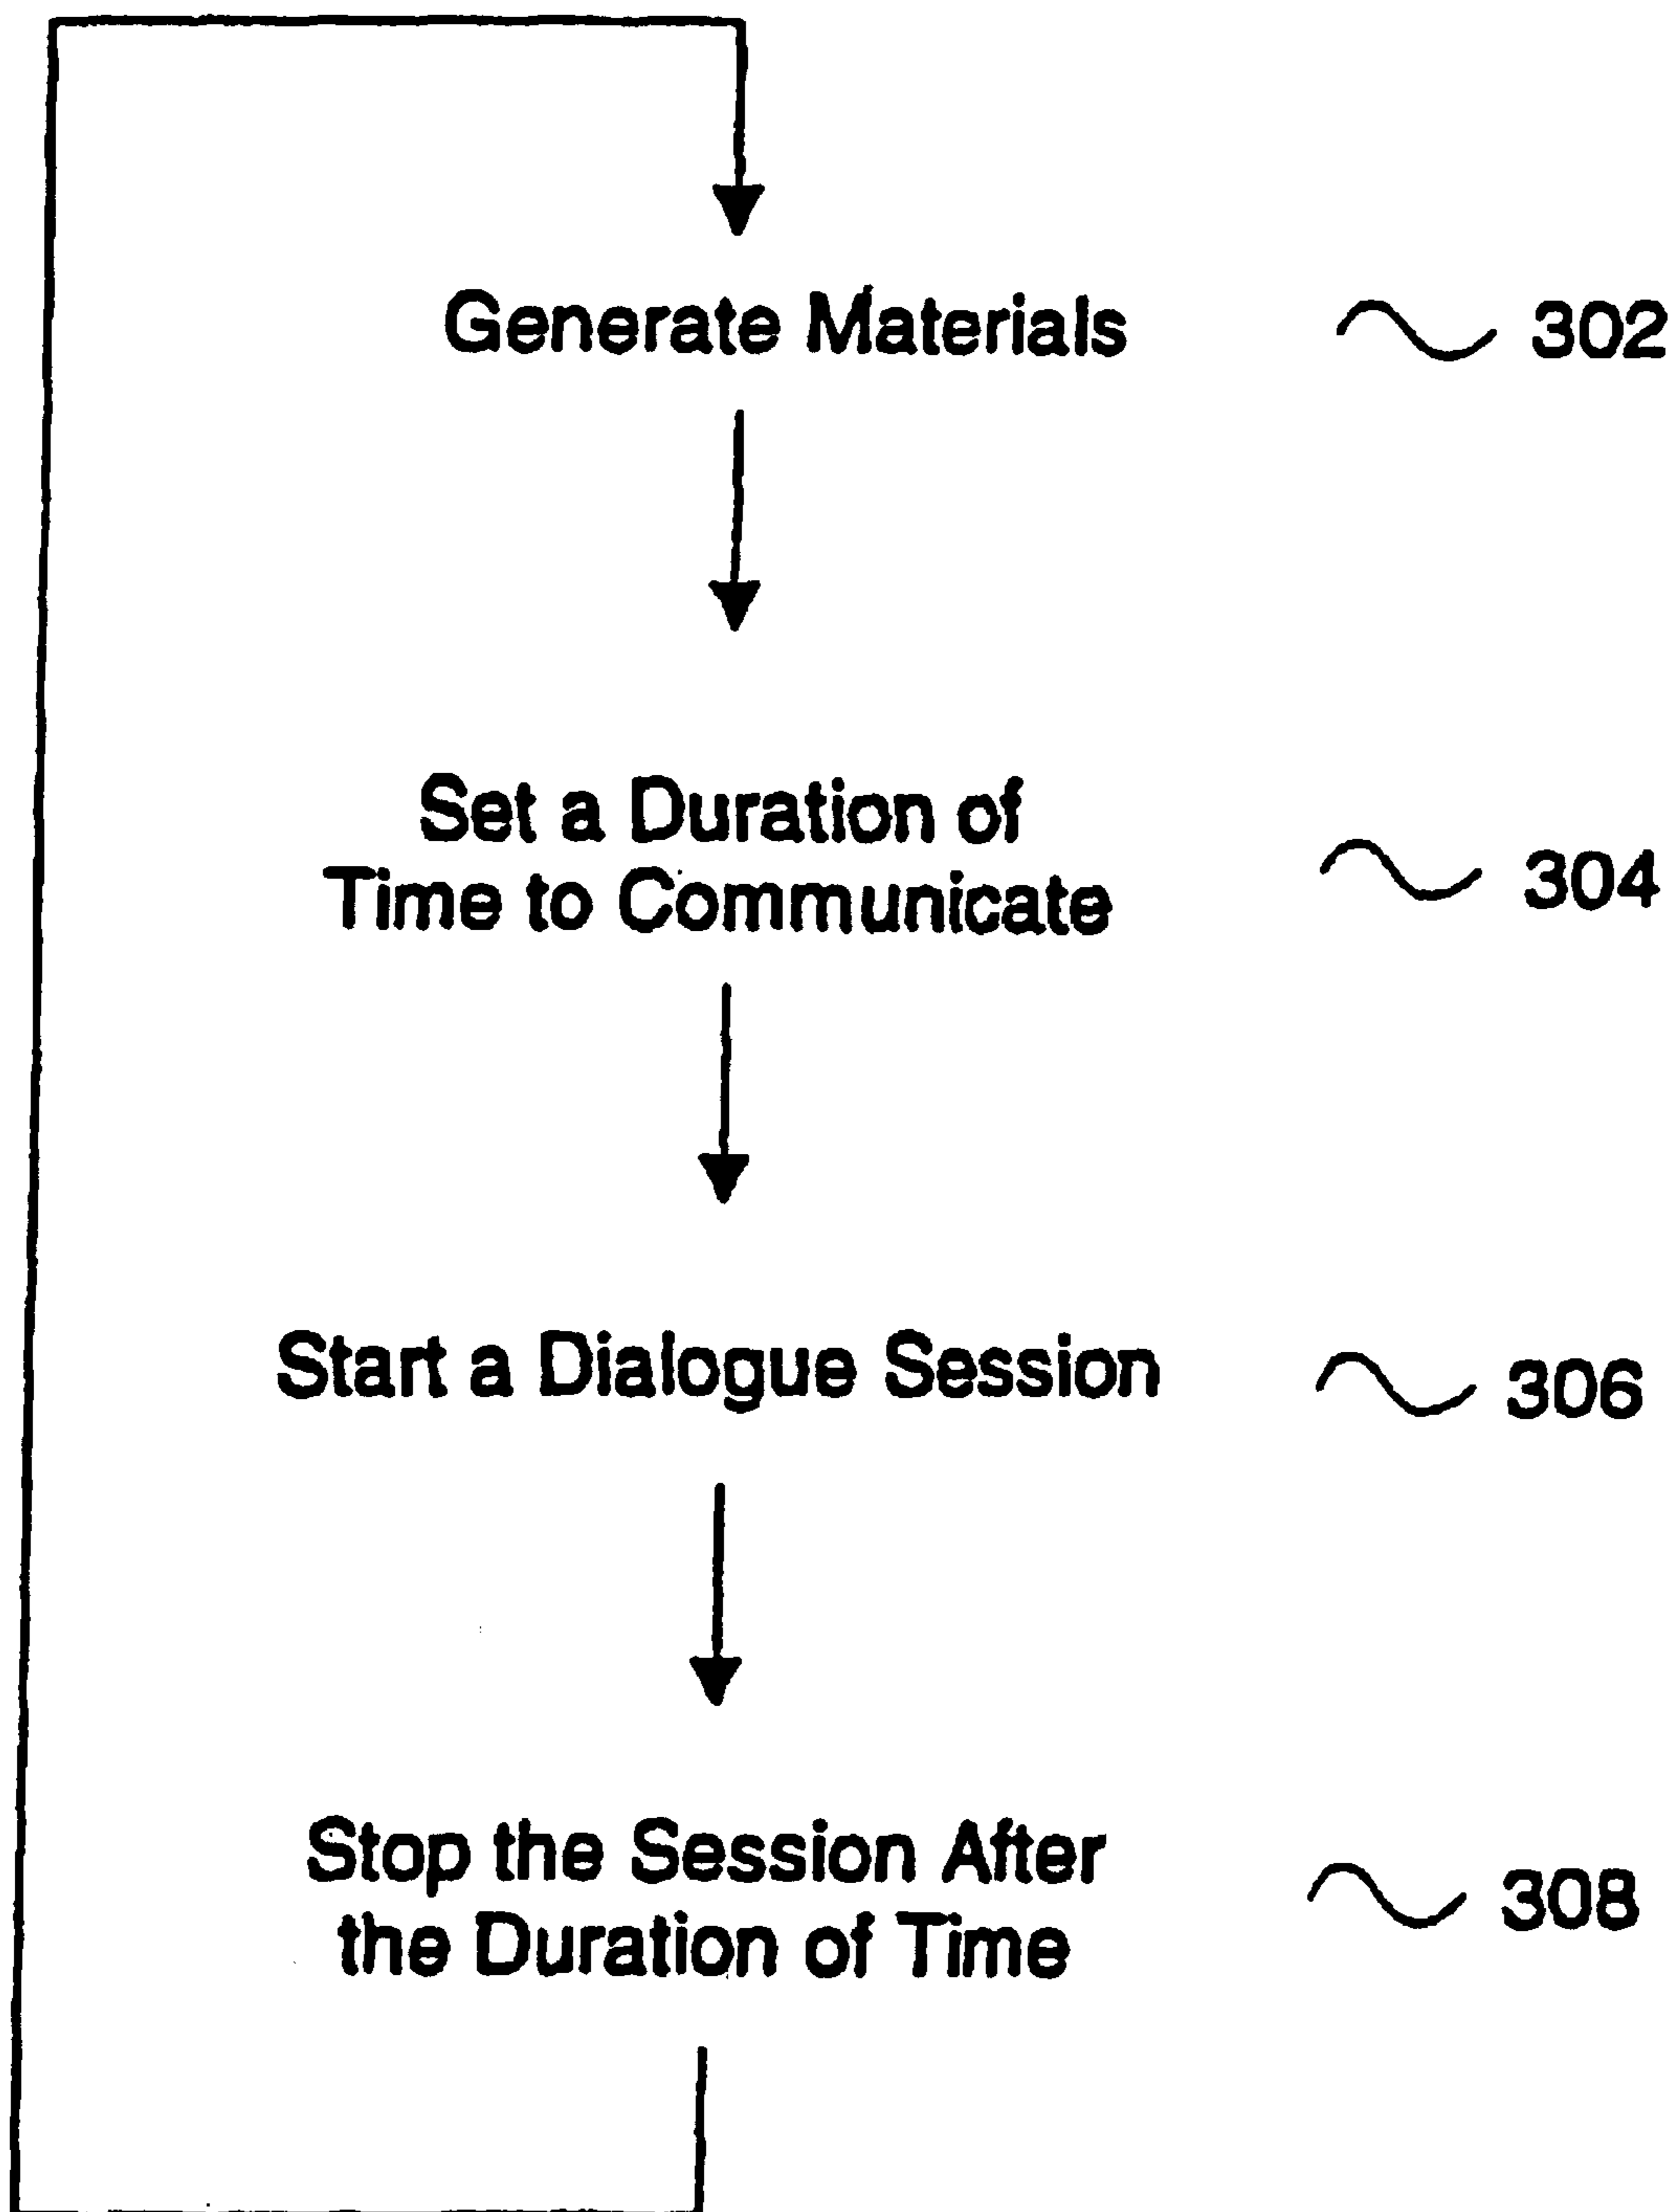 Generate Materials 302
Set a Duration of
Time to Communicate 304
Start a Dialogue Session 306
Stop the Session After
the Duration of Time 308